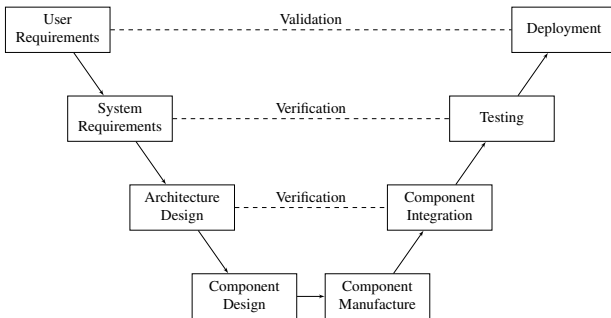 User
Requirements
Validation
Deployment
System
Requirements
Verification
Testing
Architecture
Design
Verification
Component
Integration
Component
Design
Component
Manufacture